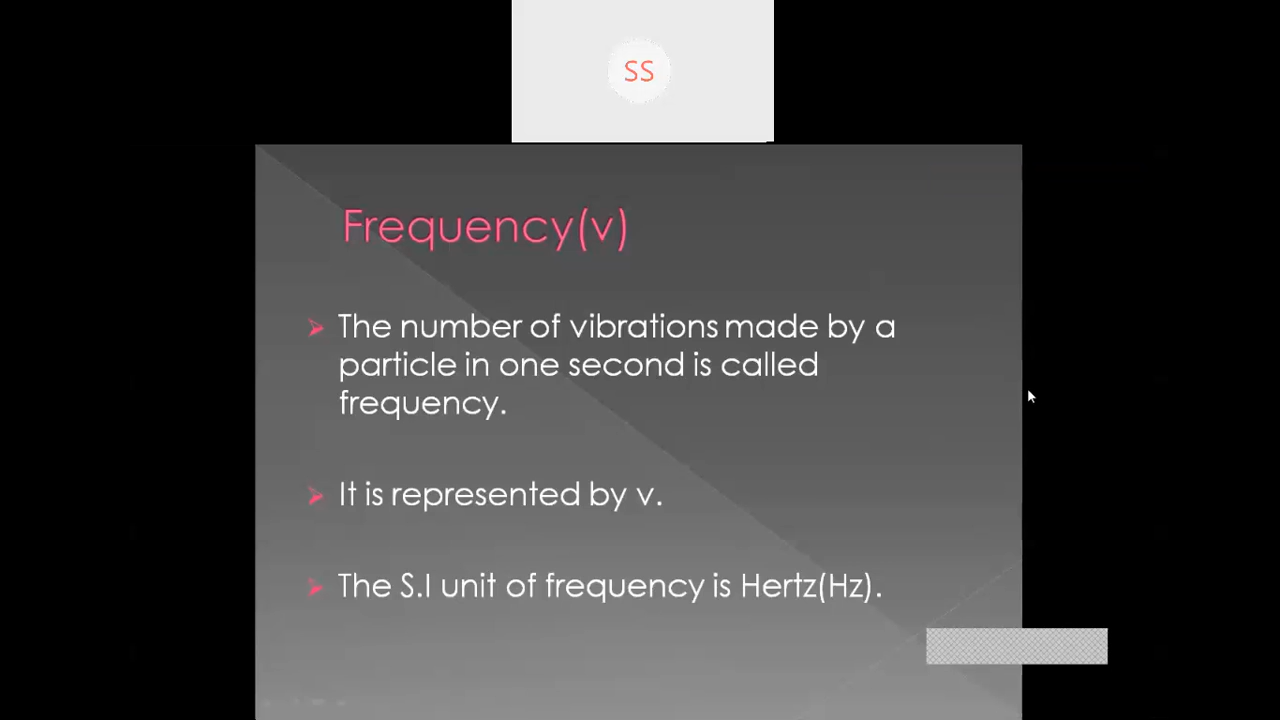 SS
Frequency(v)
The number of vibrations made by a
particle in one second is called
frequency.
It is represented by v.
The S.I unit of frequency is Hertz(Hz).